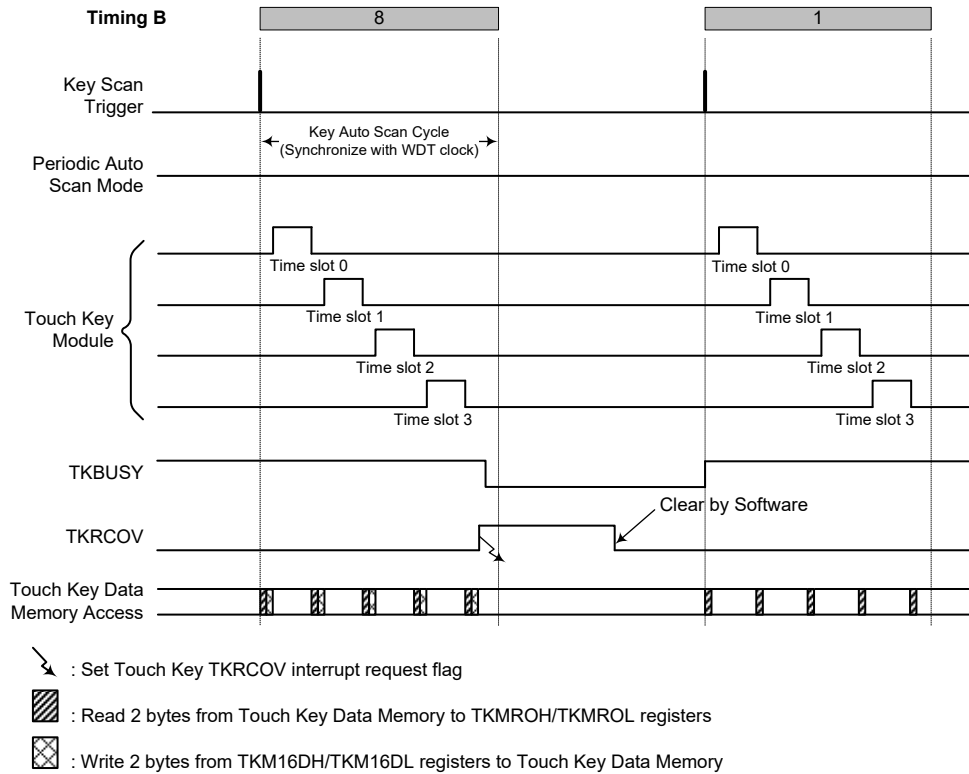 Timing B
8
1
Key Scan
Trigger
Key Auto Scan Cycle
(Synchronize with WDT clock)
Periodic Auto
Scan Mode
Touch Key
Module
Time slot 0
Time slot 0
Time slot 1
Time slot 1
Time slot 2
Time slot 2
Time slot 3
Time slot 3
TKBUSY
Clear by Software
TKRCOV
Touch Key Data
Memory Access
: Set Touch Key TKRCOV interrupt request flag
: Read 2 bytes from Touch Key Data Memory to TKMROH/TKMROL registers
: Write 2 bytes from TKM16DH/TKM16DL registers to Touch Key Data Memory